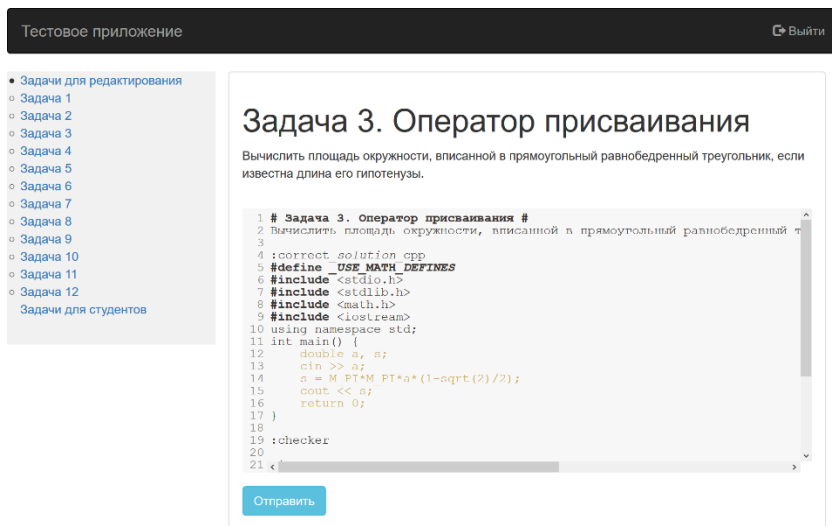 Тестовое приложение
Выйти
Задачи для редактирования
Задача 1
Задача 2
Задача 3
Задача 4
Задача 5
Задача 6
Задача 7
Задача 8
Задача 9
Задача 10
Задача 11
Задача 12
Задачи для студентов
Задача 3. Оператор присваивания
Вычислить площадь окружности, вписанной в прямоугольный равнобедренный треугольник, если
известна длина его гипотенузы.
1 # Задача 3. Оператор присваивания #
2 Вычислить площадь окружности, вписанной в прямоугольный равнобедренный т
3
4 :correct_solution_cpp
5 #define _USE_MATH_DEFINES
6 #include <stdio.h>
7 #include <stdlib.h>
8 #include <math.h>
9 #include <iostream>
10 using namespace std;
11 int main() {
12 double a, s;
13 cin >> a;
14 s = M_PI*M_PI*a*(1-sqrt(2)/2);
15 cout << s;
16 return 0;
17 }
18
19 :checker
20
21
Отправить